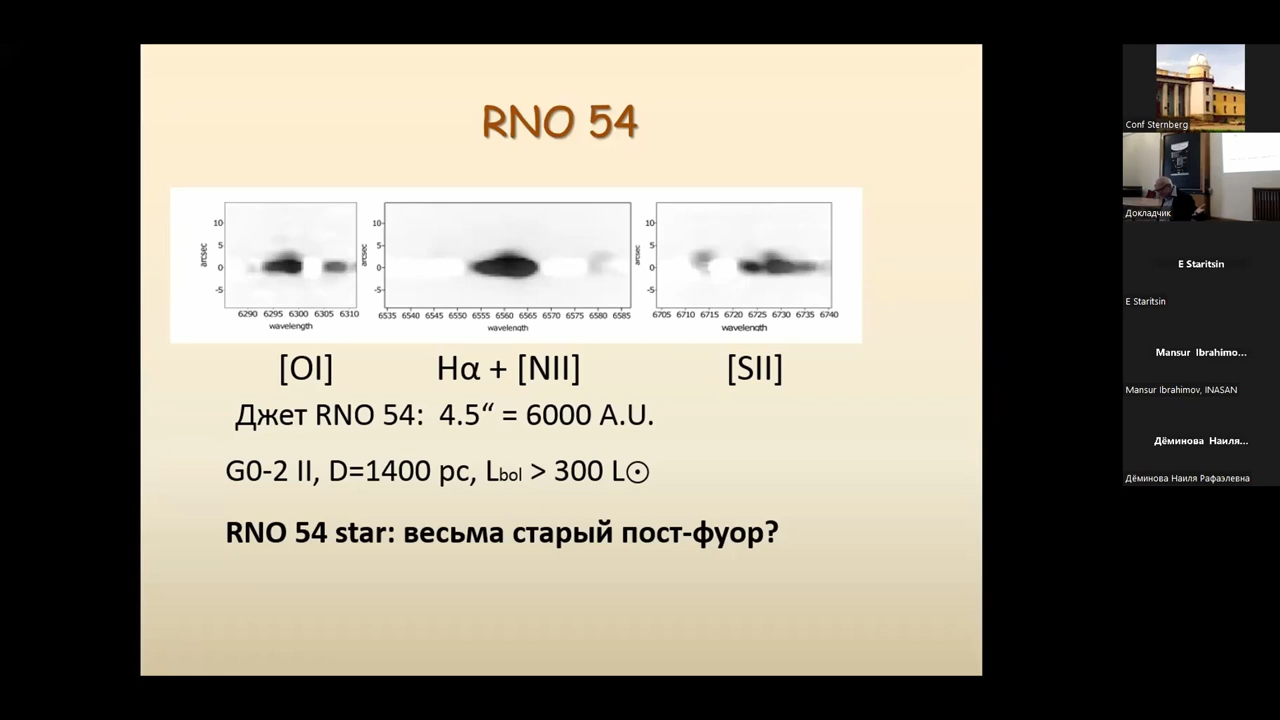 RNO 54
10
5
0
-5
arcsec
6290 6295 6300 6305 6310
wavelength
10
5
0
-5
arcsec
6535 6540 6545 6550 6555 6560 6565 6570 6575 6580 6585
wavelength
10
5
0
-5
arcsec
6705 6710 6715 6720 6725 6730 6735 6740
wavelength
[OI]
Hα + [NII]
[SII]
Джет RNO 54: 4.5“ = 6000 A.U.
G0-2 II, D=1400 pc, Lbol > 300 L☉
RNO 54 star: весьма старый пост-фуор?
Conf Sternberg
Докладчик
E Staritsin
E Staritsin
Mansur Ibrahimo...
Mansur Ibrahimov, INASAN
Дёминова Наиля...
Дёминова Наиля Рафаэлевна